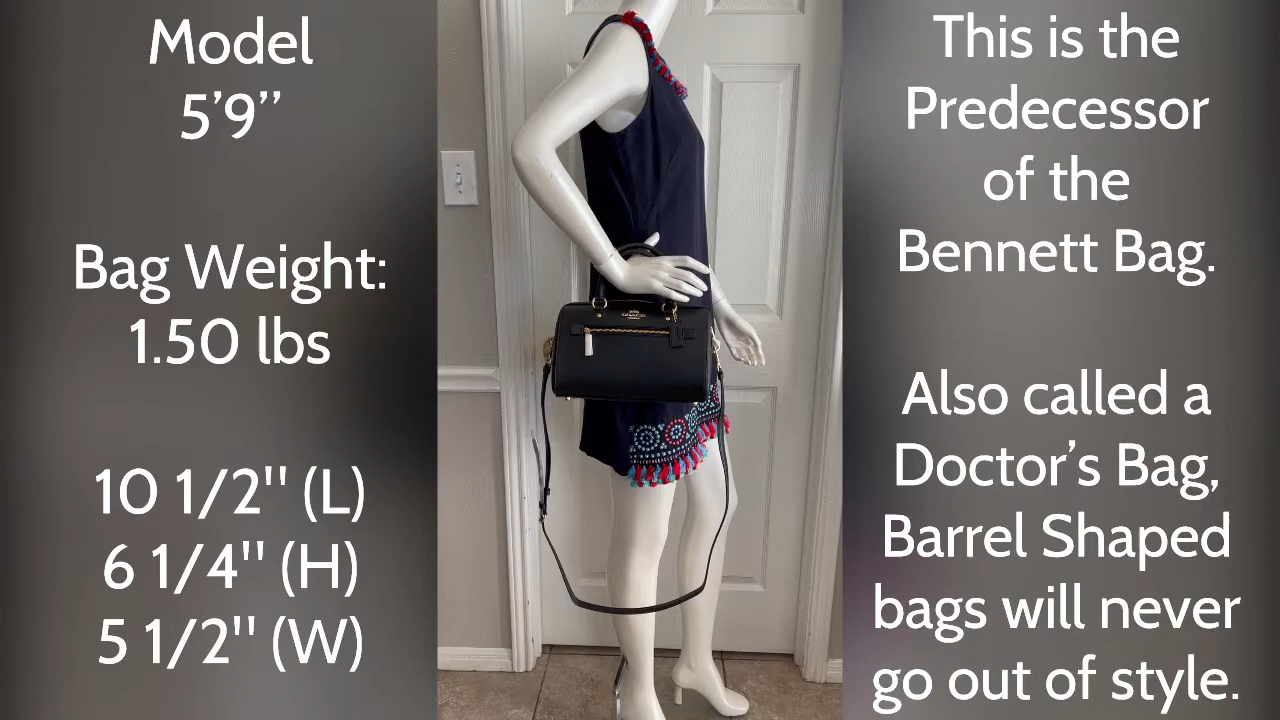 Model
5’9’’
Bag Weight:
1.50 lbs
10 1/2" (L)
6 1/4" (H)
5 1/2" (W)
COACH
This is the
Predecessor
of the
Bennett Bag.
Also called a
Doctor’s Bag,
Barrel Shaped
bags will never
go out of style.